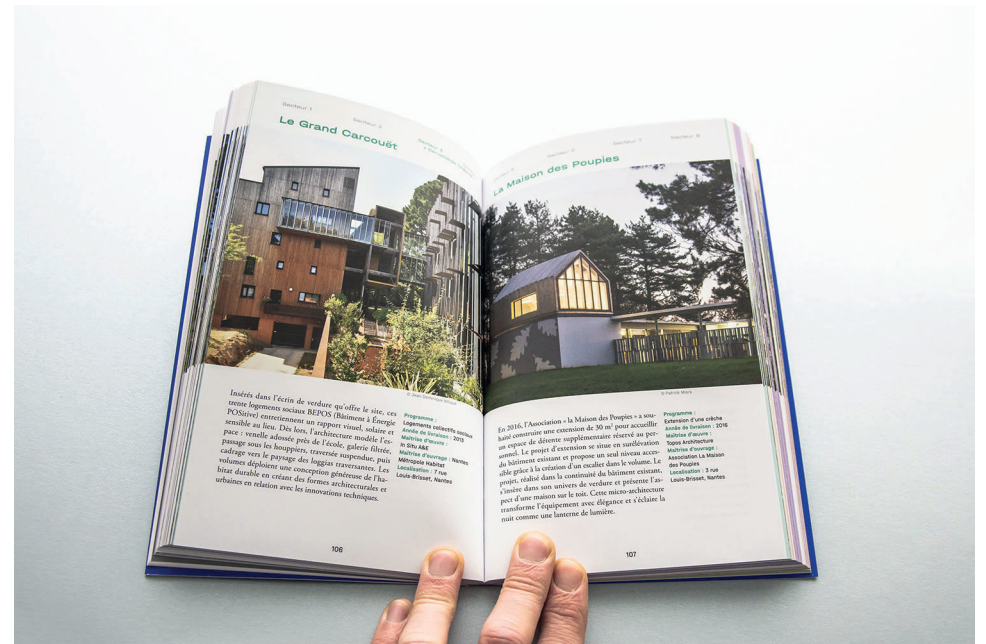 Secteur 1
Secteur 2
Secteur 3
Le Grand Carcouët
© Jean-Dominique Billaud
Insérés dans l'écrin de verdure qu'offre le site, ces
trente logements sociaux BEPOS (Bâtiment à Énergie
POSitive) entretiennent un rapport visuel, solaire et
sensible au lieu. Dès lors, l'architecture modèle l'es-
pace : venelle adossée près de l'école, galerie filtrée,
passage sous les houppiers, traversée suspendue, puis
cadrage vers le paysage des loggias traversantes. Les
volumes déploient une conception généreuse de l'ha-
bitat durable en créant des formes architecturales et
urbaines en relation avec les innovations techniques.
Programme :
Logements collectifs sociaux
Année de livraison : 2013
Maîtrise d'œuvre :
In Situ A&E
Maîtrise d'ouvrage : Nantes
Métropole Habitat
Localisation : 7 rue
Louis-Brisset, Nantes
106
Secteur 7
Secteur 8
La Maison des Poupies
© Patrick Miara
En 2016, l'Association « la Maison des Poupies » a sou-
haité construire une extension de 30 m² pour accueillir
un espace de détente supplémentaire réservé au per-
sonnel. Le projet d'extension se situe en surélévation
du bâtiment existant et propose un seul niveau acces-
sible grâce à la création d'un escalier dans le volume. Le
projet, réalisé dans la continuité du bâtiment existant,
s'insère dans son univers de verdure et présente l'as-
pect d'une maison sur le toit. Cette micro-architecture
transforme l'équipement avec élégance et s'éclaire la
nuit comme une lanterne de lumière.
Programme :
Extension d'une crèche
Année de livraison : 2016
Maîtrise d'œuvre :
Topos Architecture
Maîtrise d'ouvrage :
Association La Maison
des Poupies
Localisation : 3 rue
Louis-Brisset, Nantes
107